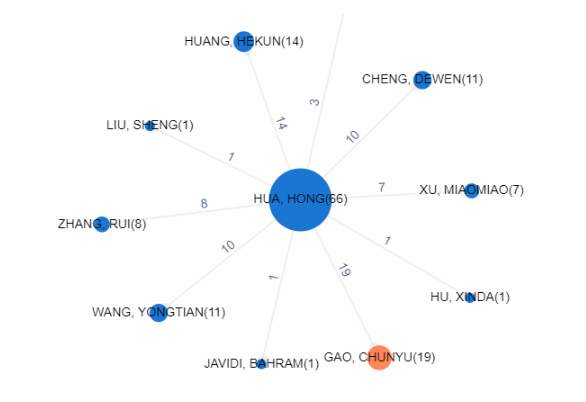 HUANG, HEKUN(14)
CHENG, DEWEN(11)
3
14
10
LIU, SHENG(1)
1
7
XU, MIAOMIAO(7)
HUA, HONG(66)
8
ZHANG, RUI(8)
10
1
1
19
HU, XINDA(1)
WANG, YONGTIAN(11)
JAVIDI, BAHRAM(1)
GAO, CHUNYU(19)